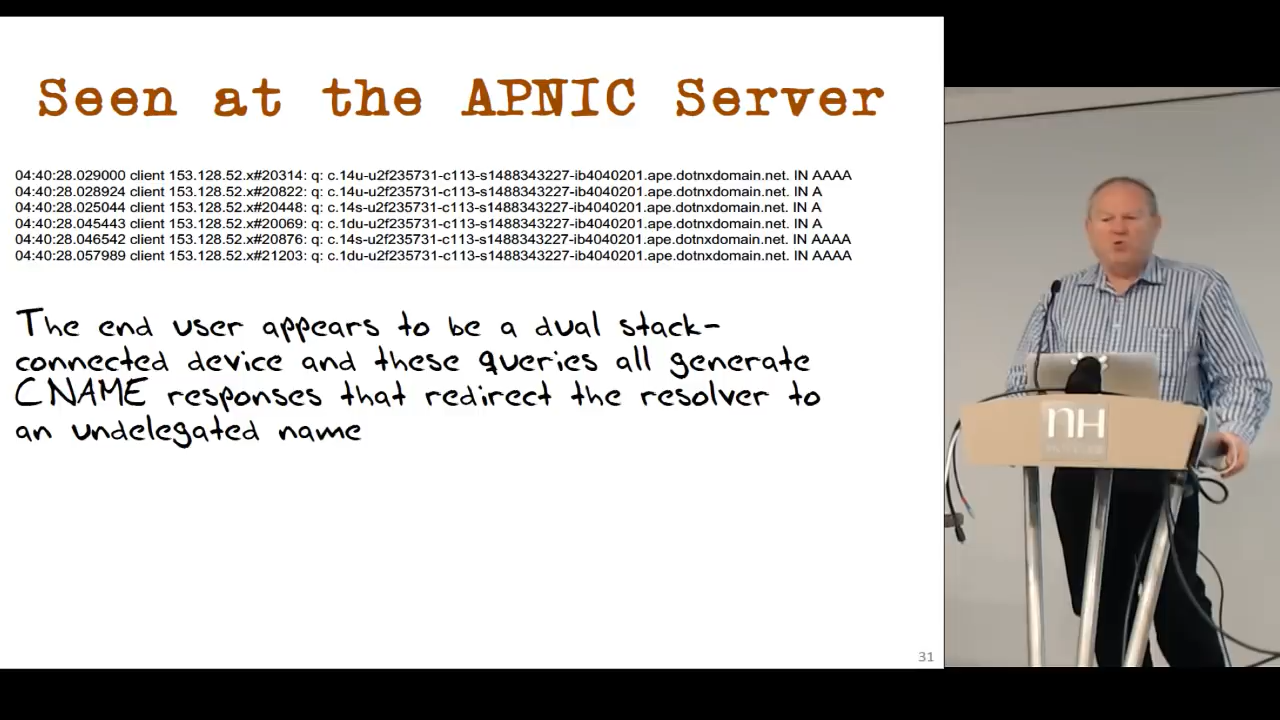 Seen at the APNIC Server
04:40:28.029000 client 153.128.52.x#20314: q: c.14u-u2f235731-c113-s1488343227-ib4040201.ape.dotnxdomain.net. IN AAAA
04:40:28.028924 client 153.128.52.x#20822: q: c.14u-u2f235731-c113-s1488343227-ib4040201.ape.dotnxdomain.net. IN A
04:40:28.025044 client 153.128.52.x#20448: q: c.14s-u2f235731-c113-s1488343227-ib4040201.ape.dotnxdomain.net. IN A
04:40:28.045443 client 153.128.52.x#20069: q: c.1du-u2f235731-c113-s1488343227-ib4040201.ape.dotnxdomain.net. IN A
04:40:28.046542 client 153.128.52.x#20876: q: c.14s-u2f235731-c113-s1488343227-ib4040201.ape.dotnxdomain.net. IN AAAA
04:40:28.057989 client 153.128.52.x#21203: q: c.1du-u2f235731-c113-s1488343227-ib4040201.ape.dotnxdomain.net. IN AAAA
The end user appears to be a dual stack-
connected device and these queries all generate
CNAME responses that redirect the resolver to
an undelegated name
31
NH